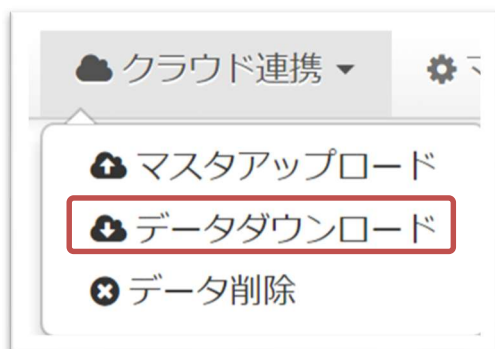 クラウド連携
マスタアップロード
データダウンロード
データ削除